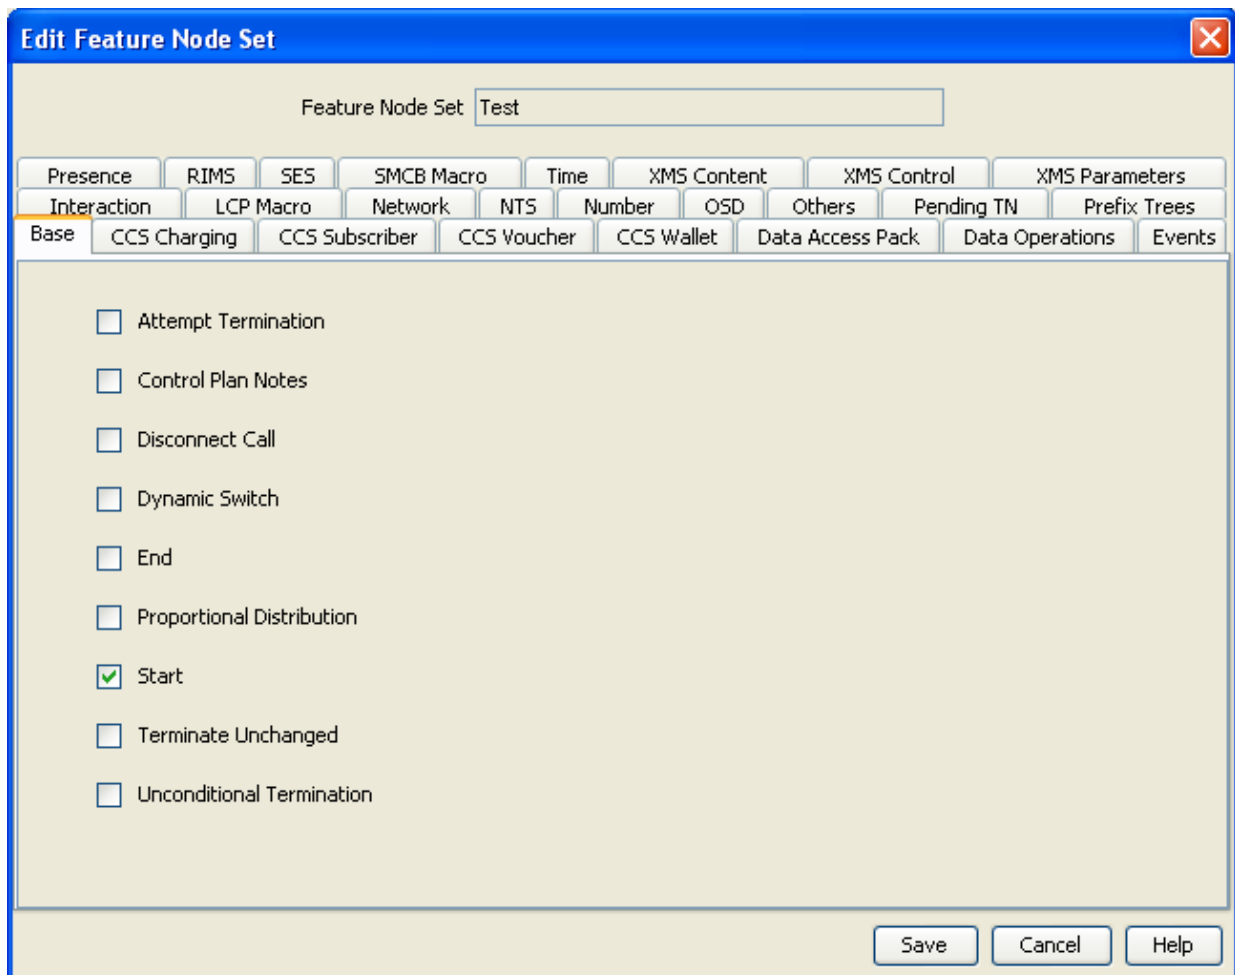 Edit Feature Node Set
Feature Node Set Test
Presence RIMS SES SMCB Macro Time XMS Content XMS Control XMS Parameters
Interaction LCP Macro Network NTS Number OSD Others Pending TN Prefix Trees
Base CCS Charging CCS Subscriber CCS Voucher CCS Wallet Data Access Pack Data Operations Events
Attempt Termination
Control Plan Notes
Disconnect Call
Dynamic Switch
End
Proportional Distribution
Start
Terminate Unchanged
Unconditional Termination
Save Cancel Help